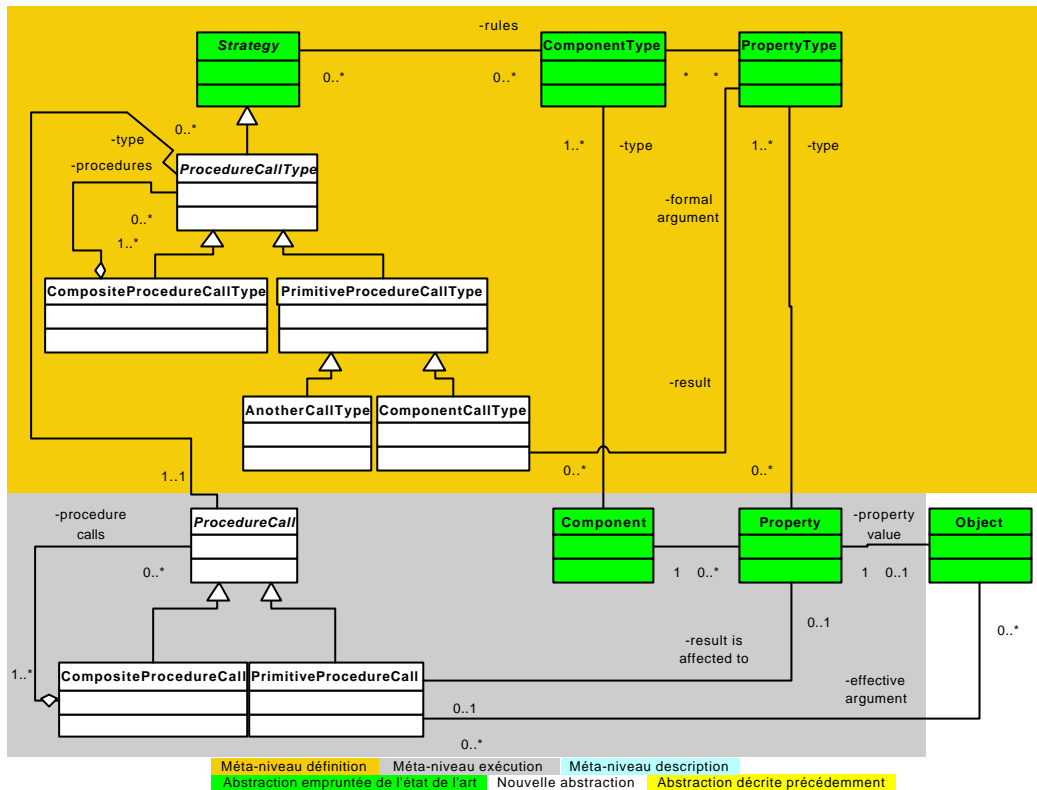 -rules
Strategy
ComponentType
PropertyType
0..*
0..*
*
*
0..*
-type
1..*
-type
1..*
-type
-procedures
ProcedureCallType
-formal
argument
0..*
1..*
CompositeProcedureCallType
PrimitiveProcedureCallType
-result
AnotherCallType
ComponentCallType
1..1
0..*
0..*
-procedure
calls
ProcedureCall
Component
Property
-property
value
Object
0..*
1
0..*
1
0..1
0..1
0..*
-result is
affected to
1..*
CompositeProcedureCall
PrimitiveProcedureCall
-effective
argument
0..1
0..*
Méta-niveau définition
Méta-niveau exécution
Méta-niveau description
Abstraction empruntée de l'état de l'art
Nouvelle abstraction
Abstraction décrite précédemment